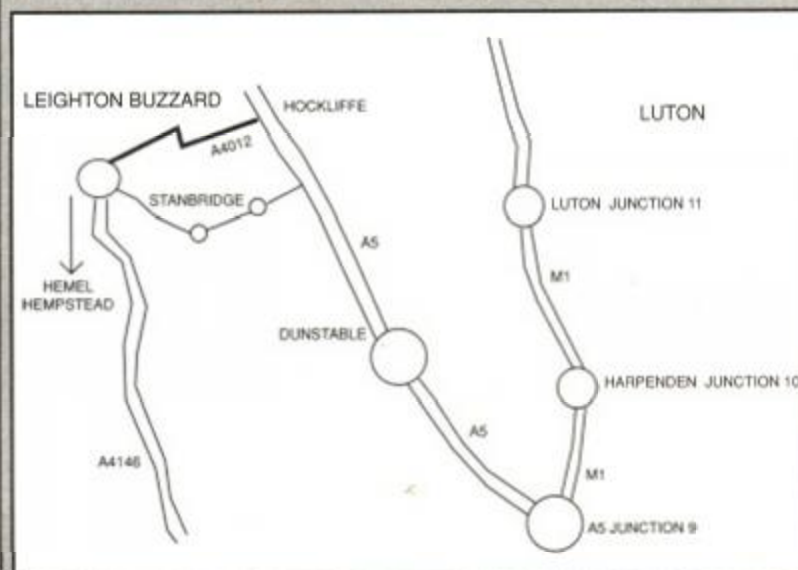 LEIGHTON BUZZARD
HOCKLIFFE
LUTON
A4012
STANBRIDGE
LUTON JUNCTION 11
A5
M1
HEMEL
HEMPSTEAD
DUNSTABLE
HARPENDEN JUNCTION 10
A5
A4146
M1
A5 JUNCTION 9